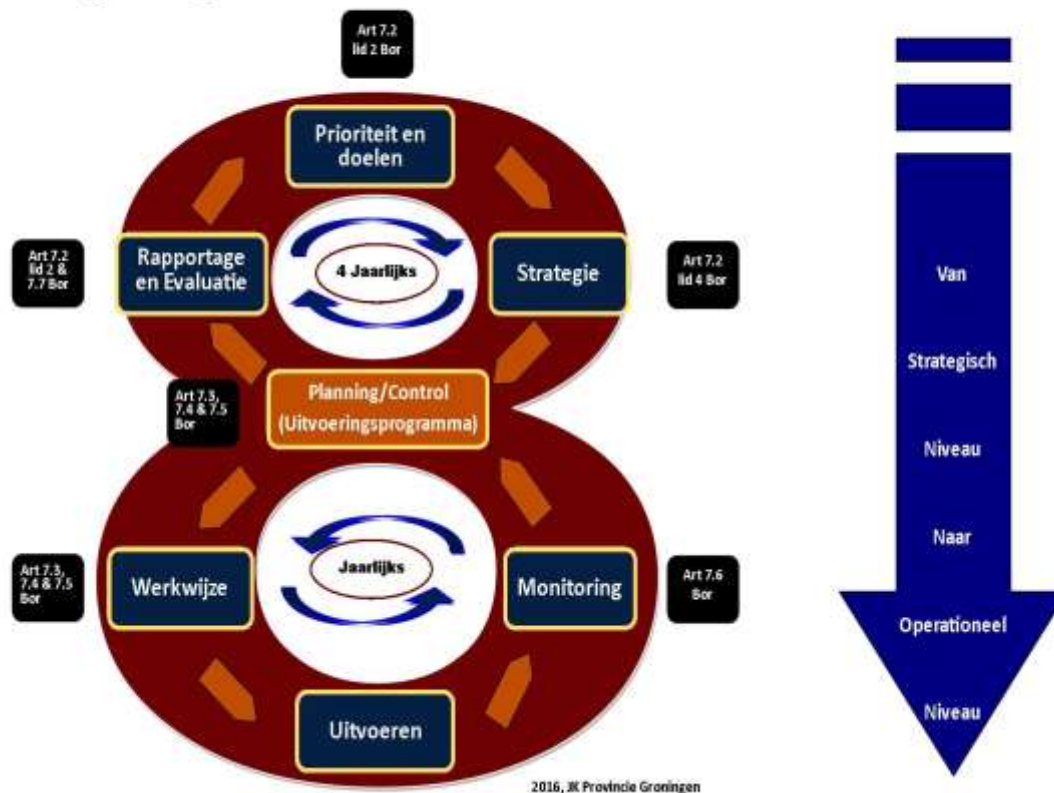 Art 7.2
lid 2 Bor
Prioriteit en
doelen
Art 7.2
lid 2 &
7.7 Bor
Rapportage
en Evaluatie
4 Jaarlijks
Strategie
Art 7.2
lid 4 Bor
Art 7.3,
7.4 & 7.5
Bor
Planning/Control
(Uitvoeringsprogramma)
Art 7.3,
7.4 & 7.5
Bor
Werkwijze
Jaarlijks
Monitoring
Art 7.6
Bor
Uitvoeren
2016, JK Provincie Groningen
Van
Strategisch
Niveau
Naar
Operationeel
Niveau